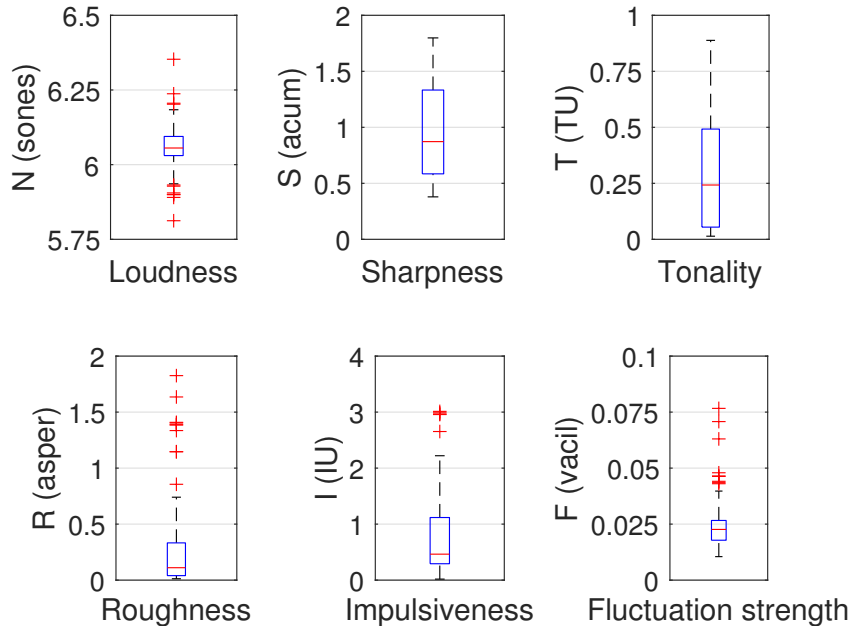 N (sones)
6.5
6.25
6
5.75
Loudness
S (acum)
2
1.5
1
0.5
0
Sharpness
T (TU)
1
0.75
0.5
0.25
0
Tonality
R (asper)
2
1.5
1
0.5
0
Roughness
I (IU)
4
3
2
1
0
Impulsiveness
F (vacil)
0.1
0.075
0.05
0.025
0
Fluctuation strength